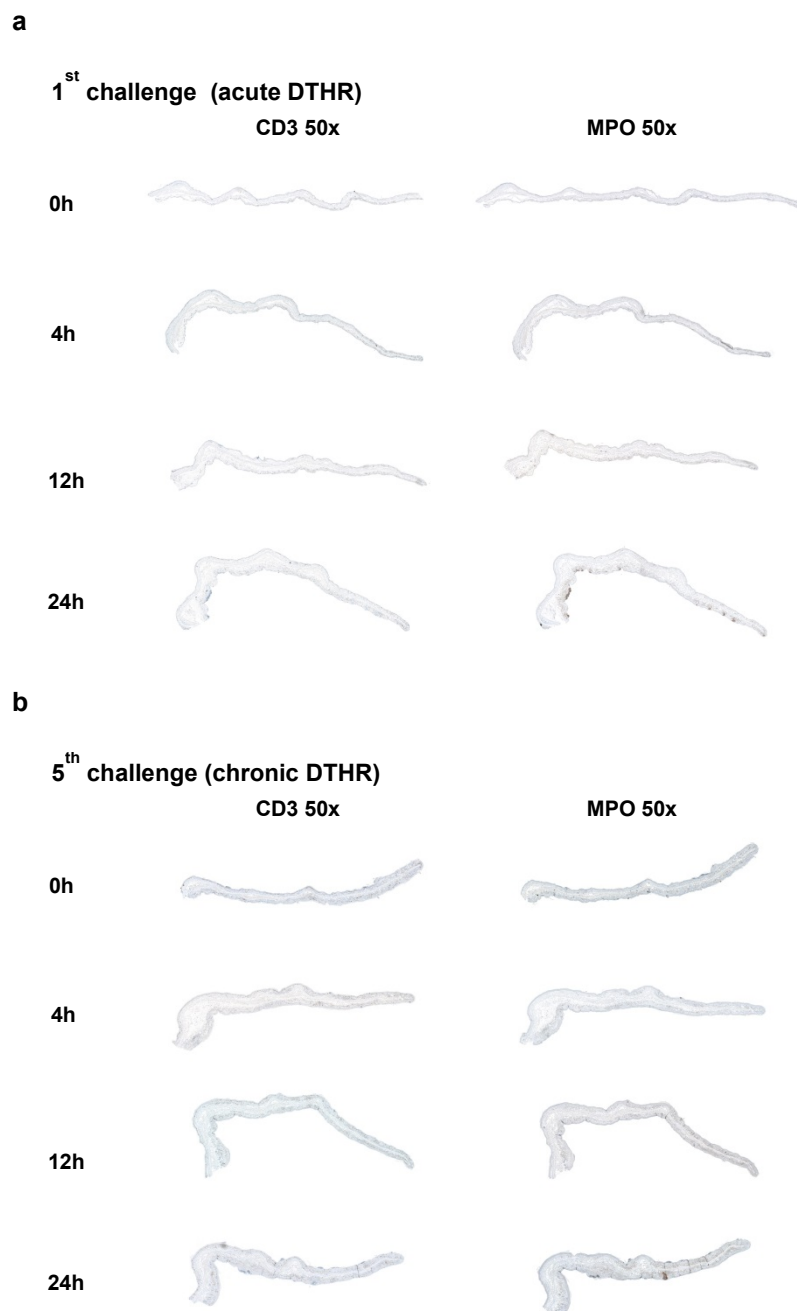 a
1st challenge (acute DTHR)
CD3 50x MPO 50x
0h
4h
12h
24h
b
5th challenge (chronic DTHR)
CD3 50x MPO 50x
0h
4h
12h
24h